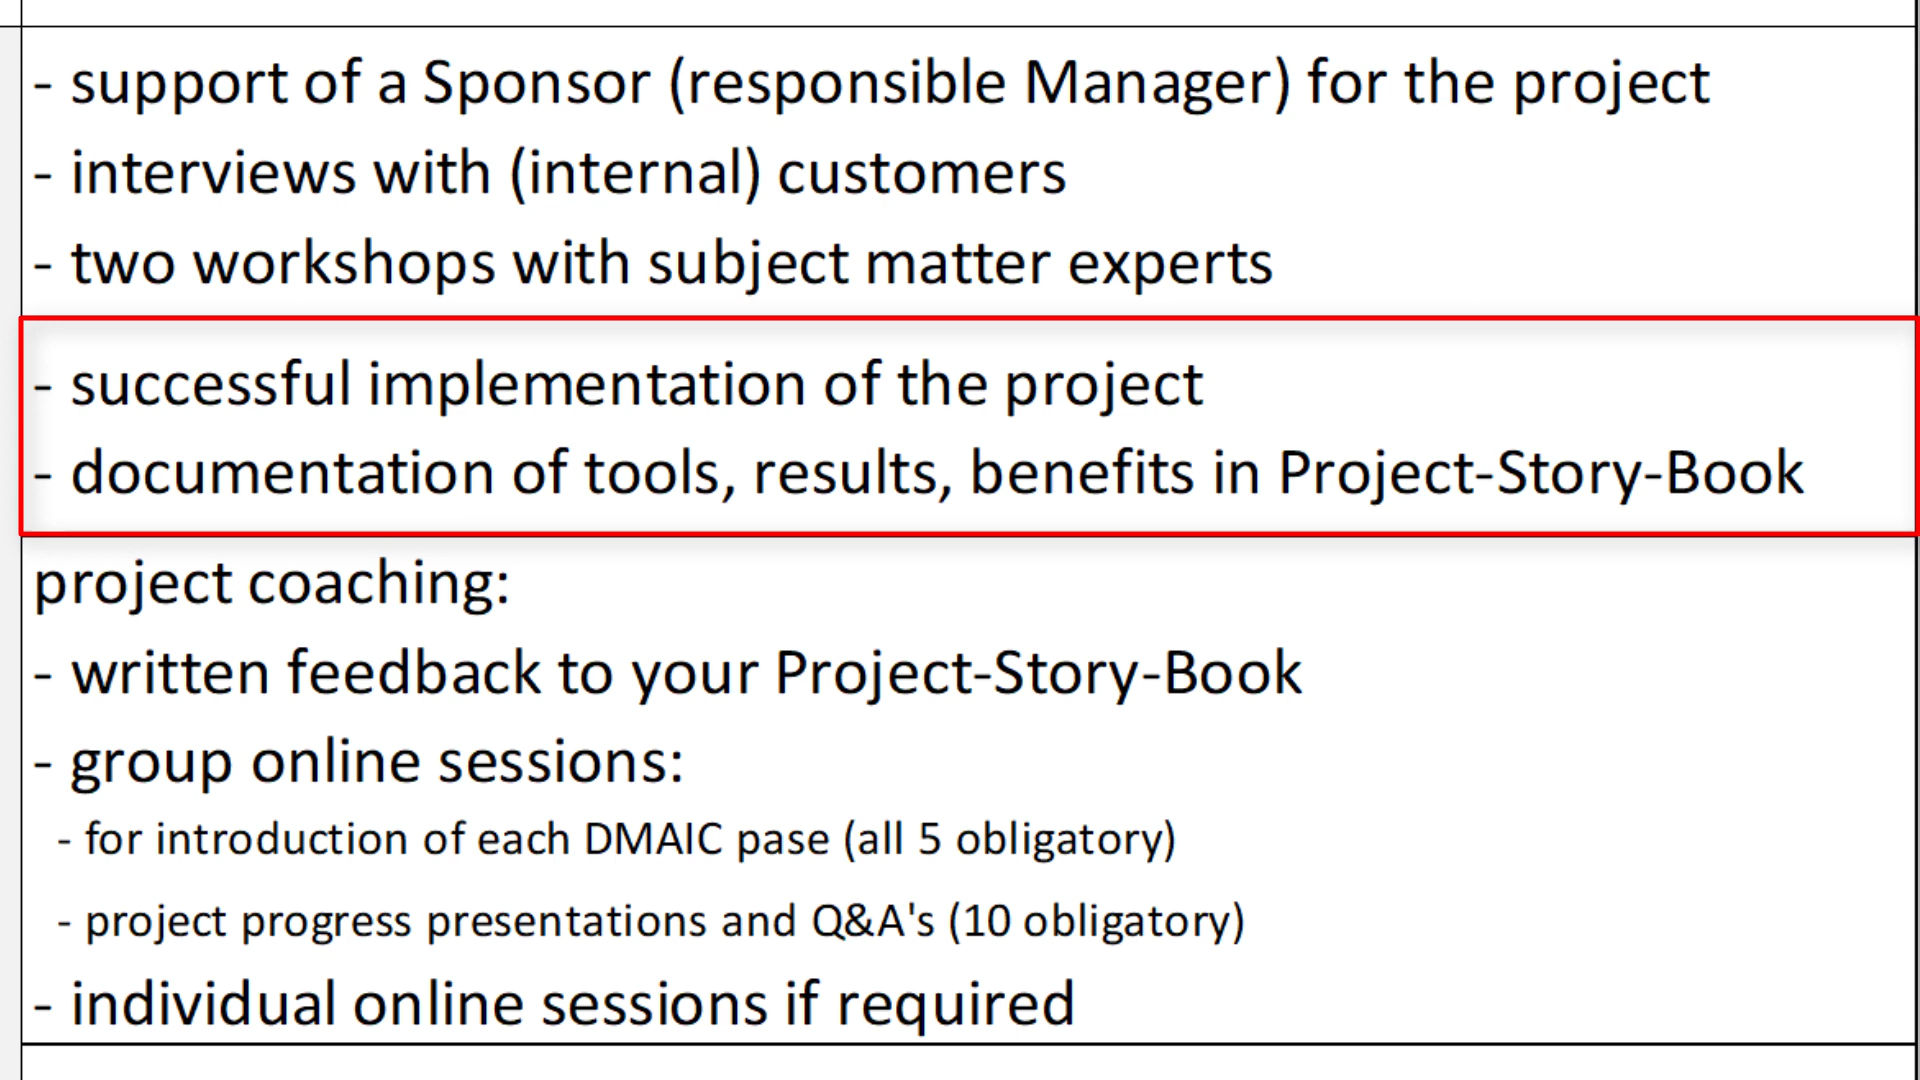 - support of a Sponsor (responsible Manager) for the project
- interviews with (internal) customers
- two workshops with subject matter experts
- successful implementation of the project
- documentation of tools, results, benefits in Project-Story-Book
project coaching:
- written feedback to your Project-Story-Book
- group online sessions:
- for introduction of each DMAIC pase (all 5 obligatory)
- project progress presentations and Q&A's (10 obligatory)
- individual online sessions if required